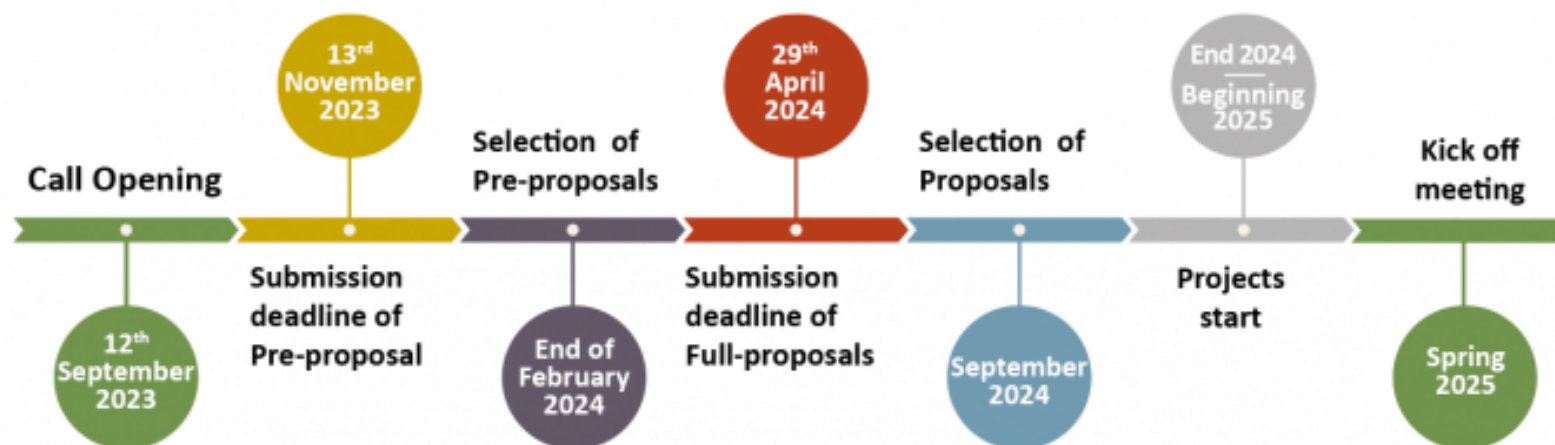 Call Opening
12th
September
2023
13rd
November
2023
Submission
deadline of
Pre-proposal
Selection of
Pre-proposals
End of
February
2024
29th
April
2024
Submission
deadline of
Full-proposals
Selection of
Proposals
September
2024
End 2024
Beginning
2025
Projects
start
Kick off
meeting
Spring
2025